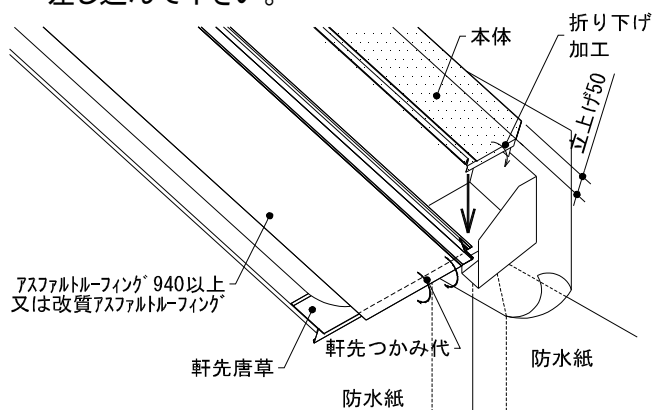 差し込んで下さい。
折り下げ
加工
本体
立上げ50
ｱｽﾌｧﾙﾄﾙｰﾌｨﾝｸﾞ 940以上
又は改質ｱｽﾌｧﾙﾄﾙｰﾌｨﾝｸﾞ
軒先唐草
軒先つかみ代
防水紙
防水紙